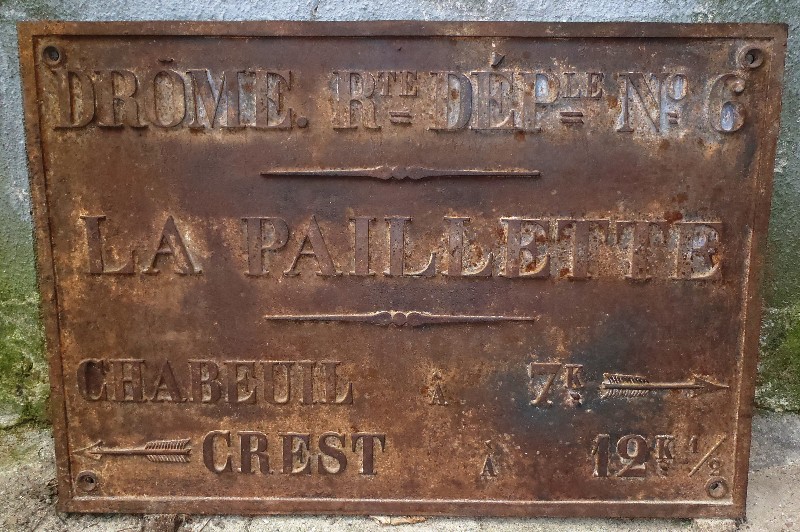 DRÔME. RTE DÉPLE NO 6
LA PAILLETTE
CHABEUIL À 7K
CREST À 12K 1/2